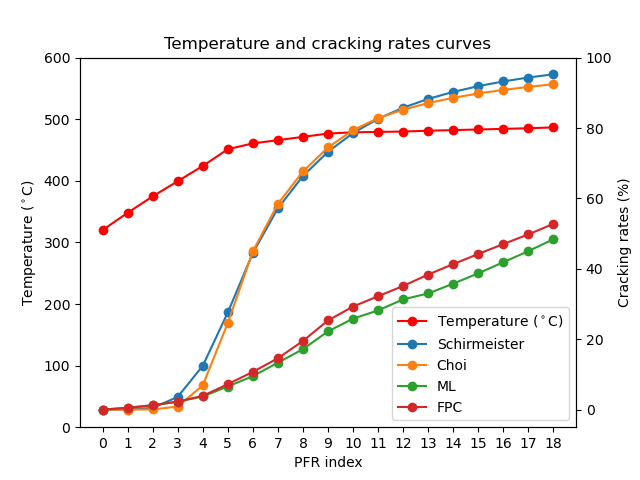 Temperature and cracking rates curves
600
500
400
300
200
100
0
Temperature (°C)
100
80
60
40
20
0
Cracking rates (%)
Temperature (°C)
Schirmeister
Choi
ML
FPC
0 1 2 3 4 5 6 7 8 9 10 11 12 13 14 15 16 17 18
PFR index